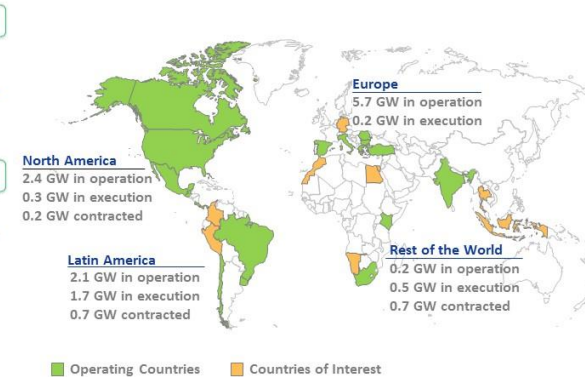 Europe
5.7 GW in operation
0.2 GW in execution
North America
2.4 GW in operation
0.3 GW in execution
0.2 GW contracted
Latin America
2.1 GW in operation
1.7 GW in execution
0.7 GW contracted
Rest of the World
0.2 GW in operation
0.5 GW in execution
0.7 GW contracted
Operating Countries
Countries of Interest